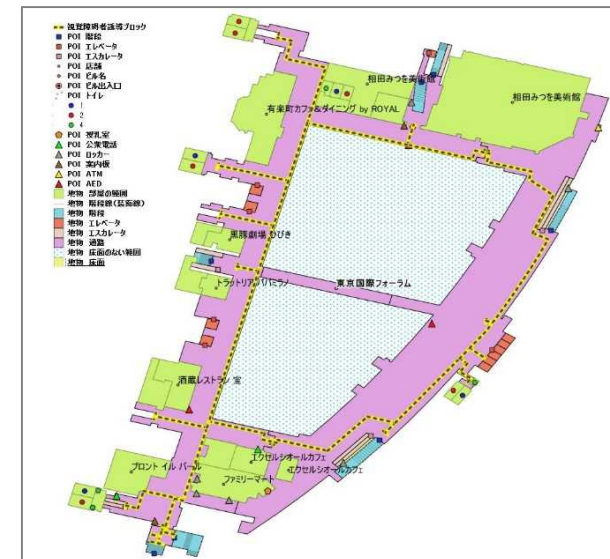 視覚障害者誘導ブロック
POI 階段
POI エレベータ
POI エスカレータ
POI 店舗
POI ビル名
POI ビル出入口
POI トイレ
1
2
4
POI 授乳室
POI 公衆電話
POI ロッカー
POI 案内板
POI ATM
POI AED
地物 部屋の範囲
地物 階段線(装飾線)
地物 階段
地物 エレベータ
地物 エスカレータ
地物 通路
地物 床面のない範囲
地物 床面
相田みつを美術館
相田みつを美術館
有楽町カフェ&ダイニング by ROYAL
黒豚劇場 ひびき
東京国際フォーラム
トラットリア パパミラノ
酒蔵レストラン 宝
エクセルシオールカフェ
エクセルシオールカフェ
ブロント イル バール
ファミリーマート